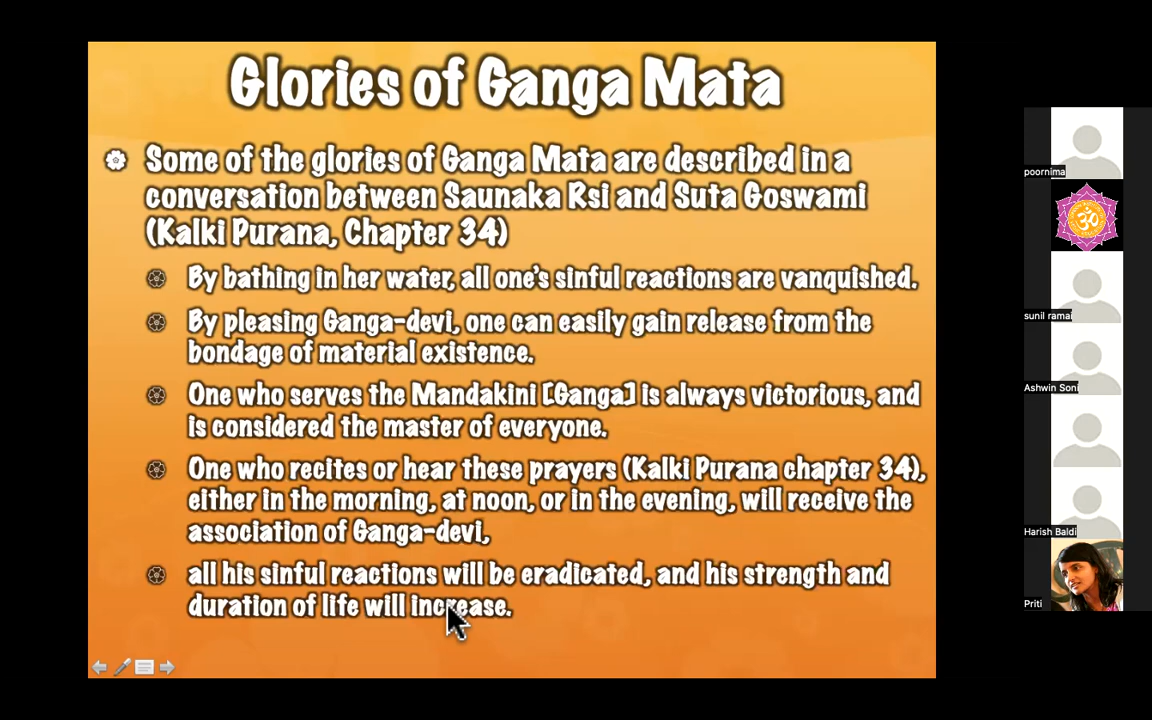 Glories of Ganga Mata
Some of the glories of Ganga Mata are described in a
conversation between Saunaka Rsi and Suta Goswami
(Kalki Purana, Chapter 34)
By bathing in her water, all one's sinful reactions are vanquished.
By pleasing Ganga-devi, one can easily gain release from the
bondage of material existence.
One who serves the Mandakini [Ganga] is always victorious, and
is considered the master of everyone.
One who recites or hear these prayers (Kalki Purana chapter 34),
either in the morning, at noon, or in the evening, will receive the
association of Ganga-devi,
all his sinful reactions will be eradicated, and his strength and
duration of life will increase.
poornima
ॐ
sunil ramai
Ashwin Soni
Harish Baldi
Priti